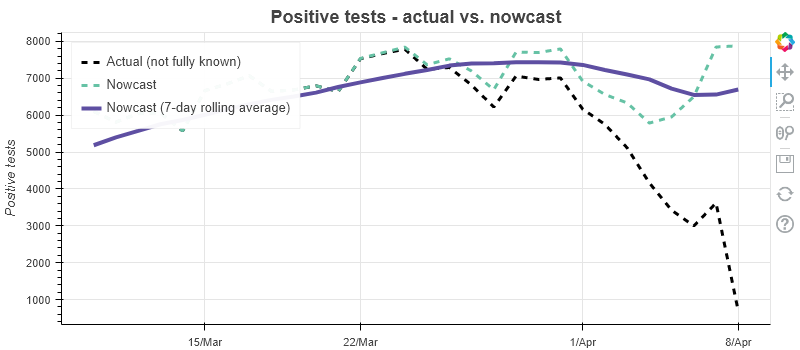 Positive tests - actual vs. nowcast
Actual (not fully known)
Nowcast
Nowcast (7-day rolling average)
Positive tests
8000
7000
6000
5000
4000
3000
2000
1000
15/Mar
22/Mar
1/Apr
8/Apr